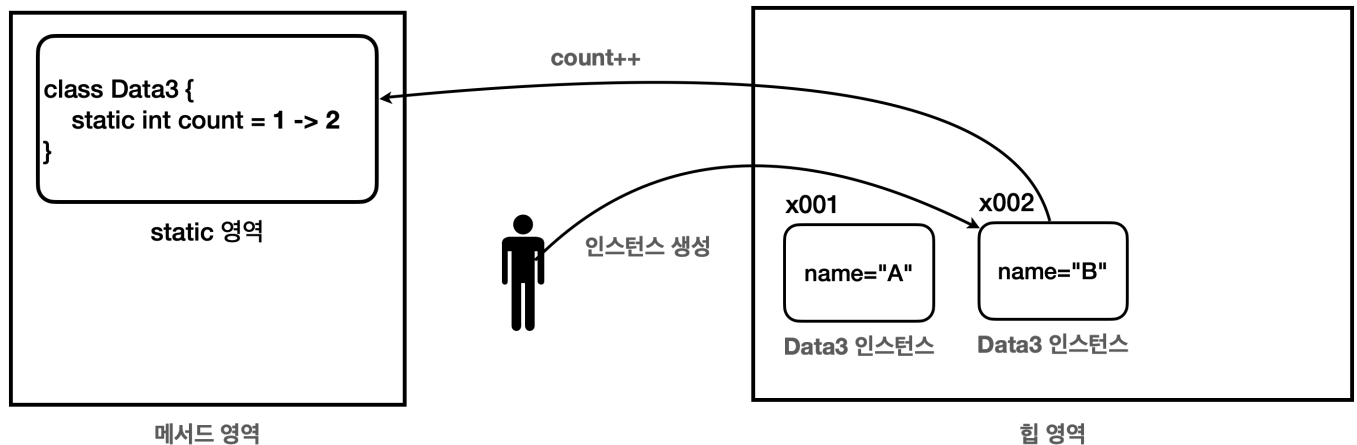 class Data3 {
static int count = 1 -> 2
}
static 영역
메서드 영역
count++
인스턴스 생성
x001
name="A"
Data3 인스턴스
x002
name="B"
Data3 인스턴스
힙 영역